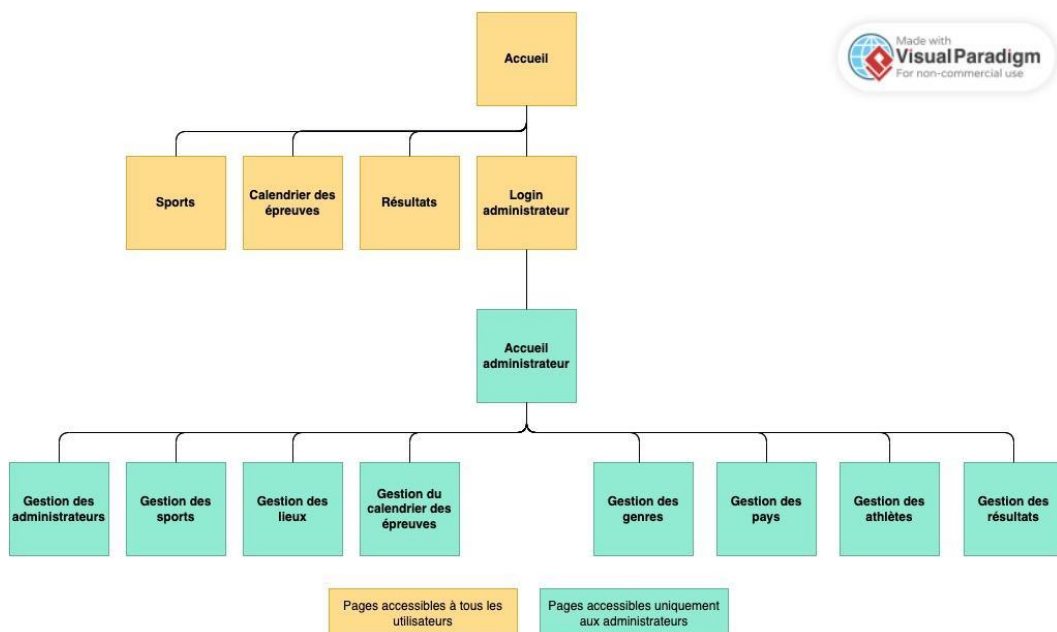 Accueil
Made with
Visual Paradigm
For non-commercial use
Sports
Calendrier des
épreuves
Résultats
Login
administrateur
Accueil
administrateur
Gestion des
administrateurs
Gestion des
sports
Gestion des
lieux
Gestion du
calendrier des
épreuves
Gestion des
genres
Gestion des
pays
Gestion des
athlètes
Gestion des
résultats
Pages accessibles à tous les
utilisateurs
Pages accessibles uniquement
aux administrateurs